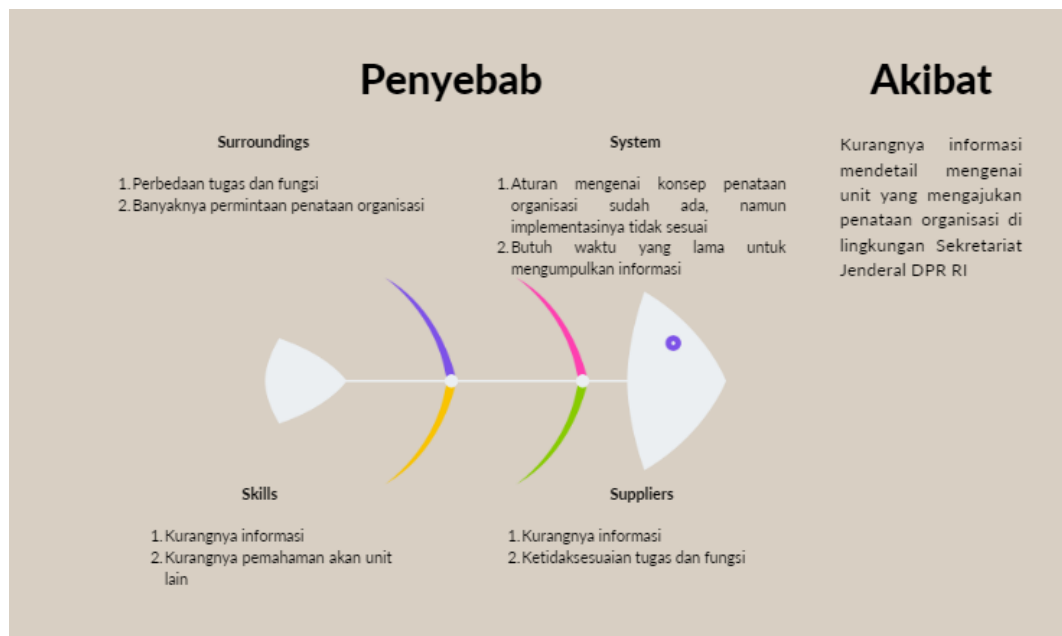 Penyebab
Akibat
Surroundings
1. Perbedaan tugas dan fungsi
2. Banyaknya permintaan penataan organisasi
System
1. Aturan mengenai konsep penataan
organisasi sudah ada, namun
implementasinya tidak sesuai
2. Butuh waktu yang lama untuk
mengumpulkan informasi
Kurangnya informasi
mendetail mengenai
unit yang mengajukan
penataan organisasi di
lingkungan Sekretariat
Jenderal DPR RI
Skills
1. Kurangnya informasi
2. Kurangnya pemahaman akan unit
lain
Suppliers
1. Kurangnya informasi
2. Ketidaksesuaian tugas dan fungsi